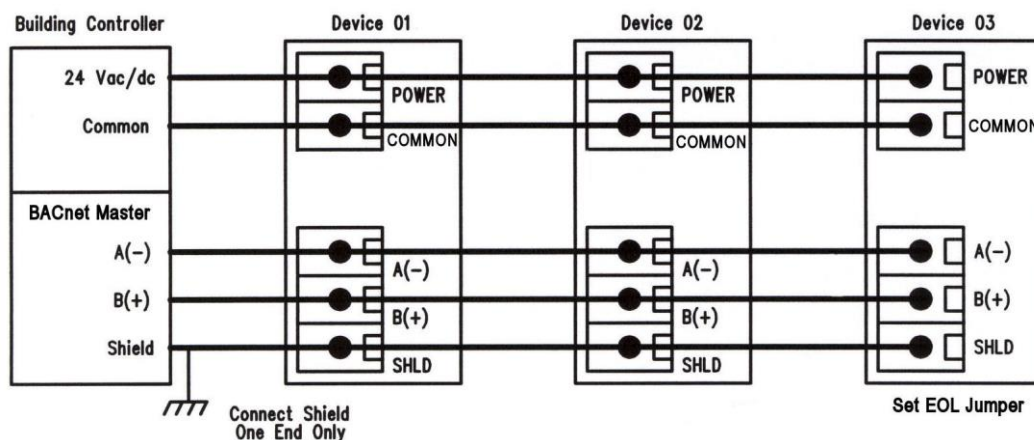 Building Controller
Device 01
Device 02
Device 03
24 Vac/dc
POWER
POWER
POWER
Common
COMMON
COMMON
COMMON
BACnet Master
A(-)
A(-)
A(-)
A(-)
B(+)
B(+)
B(+)
B(+)
Shield
SHLD
SHLD
SHLD
Connect Shield
One End Only
Set EOL Jumper